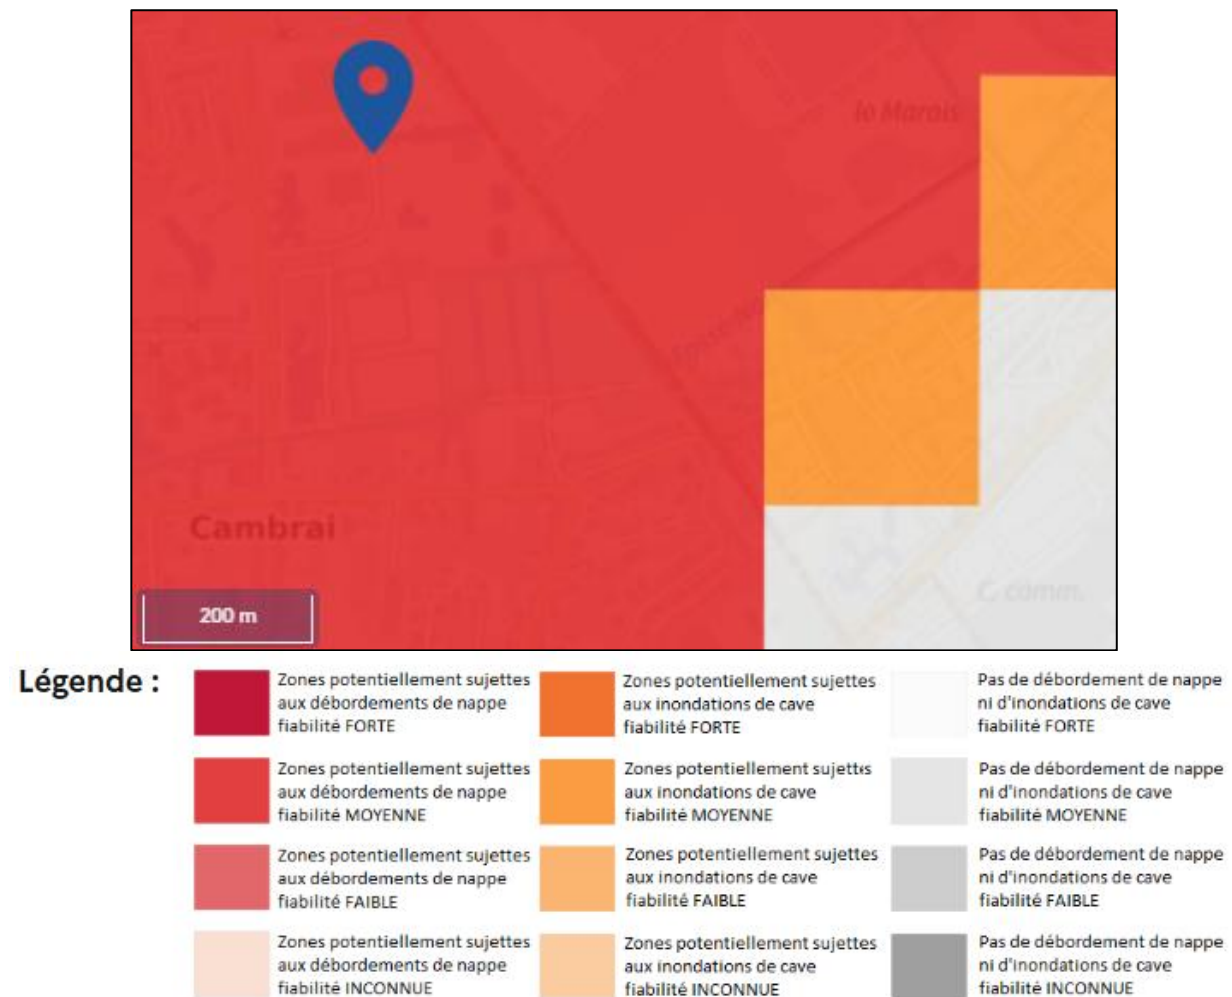 le Marais
Cambrai
C. comm.
200 m
Légende :
Zones potentiellement sujettes
aux débordements de nappe
fiabilité FORTE
Zones potentiellement sujettes
aux inondations de cave
fiabilité FORTE
Pas de débordement de nappe
ni d'inondations de cave
fiabilité FORTE
Zones potentiellement sujettes
aux débordements de nappe
fiabilité MOYENNE
Zones potentiellement sujettes
aux inondations de cave
fiabilité MOYENNE
Pas de débordement de nappe
ni d'inondations de cave
fiabilité MOYENNE
Zones potentiellement sujettes
aux débordements de nappe
fiabilité FAIBLE
Zones potentiellement sujettes
aux inondations de cave
fiabilité FAIBLE
Pas de débordement de nappe
ni d'inondations de cave
fiabilité FAIBLE
Zones potentiellement sujettes
aux débordements de nappe
fiabilité INCONNUE
Zones potentiellement sujettes
aux inondations de cave
fiabilité INCONNUE
Pas de débordement de nappe
ni d'inondations de cave
fiabilité INCONNUE